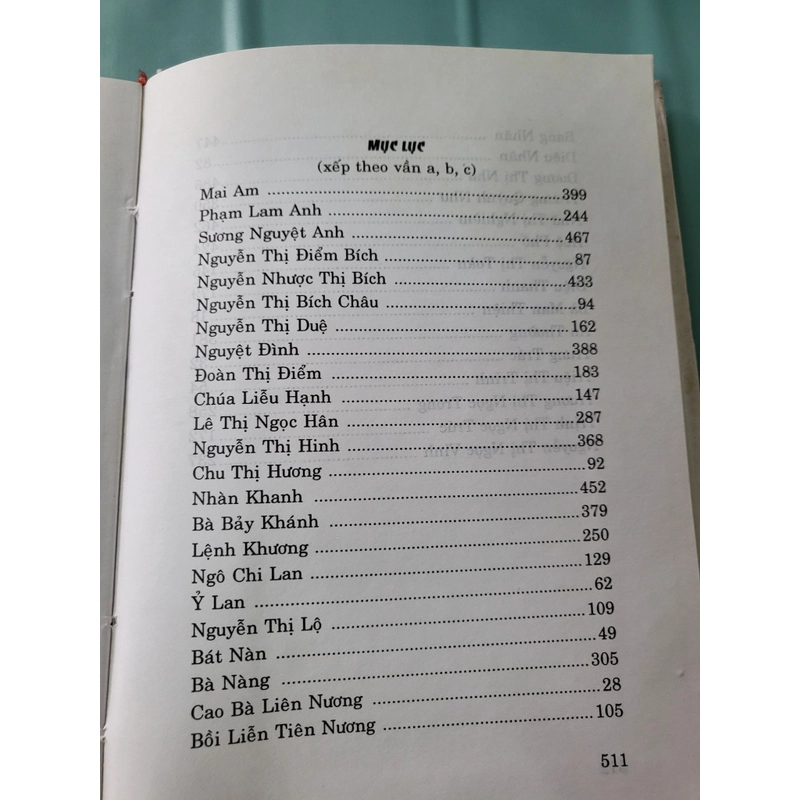 Mục lục
(xếp theo vần a, b, c)
Mai Am ........ 399
Phạm Lam Anh ........ 244
Sương Nguyệt Anh ........ 467
Nguyễn Thị Điểm Bích ........ 87
Nguyễn Nhược Thị Bích ........ 433
Nguyễn Thị Bích Châu ........ 94
Nguyễn Thị Duệ ........ 162
Nguyệt Đình ........ 388
Đoàn Thị Điểm ........ 183
Chúa Liễu Hạnh ........ 147
Lê Thị Ngọc Hân ........ 287
Nguyễn Thị Hinh ........ 368
Chu Thị Hương ........ 92
Nhàn Khanh ........ 452
Bà Bảy Khánh ........ 379
Lệnh Khương ........ 250
Ngô Chi Lan ........ 129
Ỷ Lan ........ 62
Nguyễn Thị Lộ ........ 109
Bát Nàn ........ 49
Bà Nàng ........ 305
Cao Bà Liên Nương ........ 28
Bồi Liễn Tiên Nương ........ 105
511